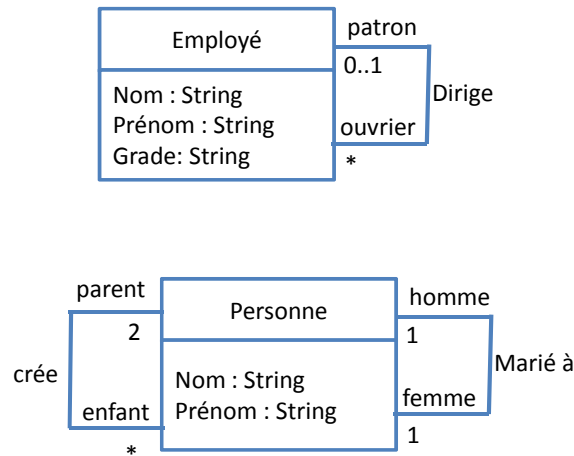 patron
Employé
0..1
Dirige
Nom : String
Prénom : String
ouvrier
Grade: String
*
parent
homme
Personne
2
1
crée
Marié à
Nom : String
enfant
Prénom : String
femme
*
1